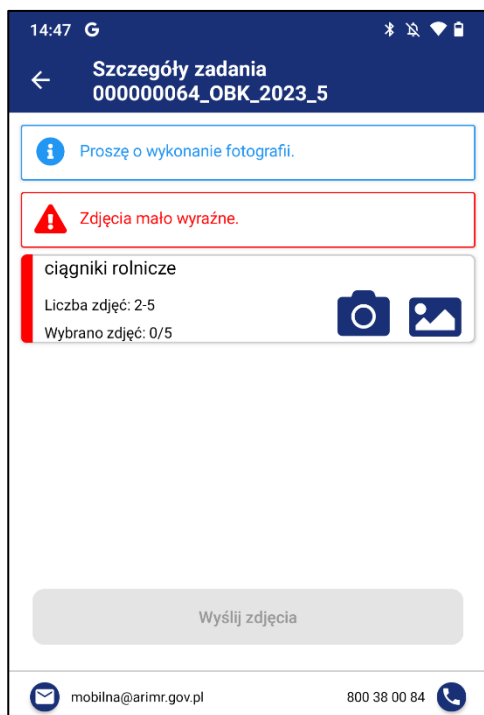 14:47 G
Szczegóły zadania
000000064_OBK_2023_5
Proszę o wykonanie fotografii.
Zdjęcia mało wyraźne.
ciągniki rolnicze
Liczba zdjęć: 2-5
Wybrano zdjęć: 0/5
Wyślij zdjęcia
mobilna@arimr.gov.pl 800 38 00 84